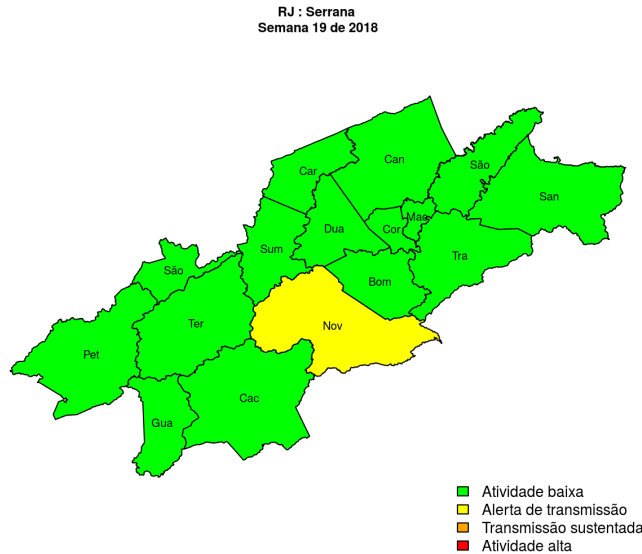 RJ : Serrana
Semana 19 de 2018
Can
Car
São
San
Mac
Dua
Cor
Sum
Tra
São
Bom
Ter
Nov
Pet
Cac
Gua
Atividade baixa
Alerta de transmissão
Transmissão sustentada
Atividade alta